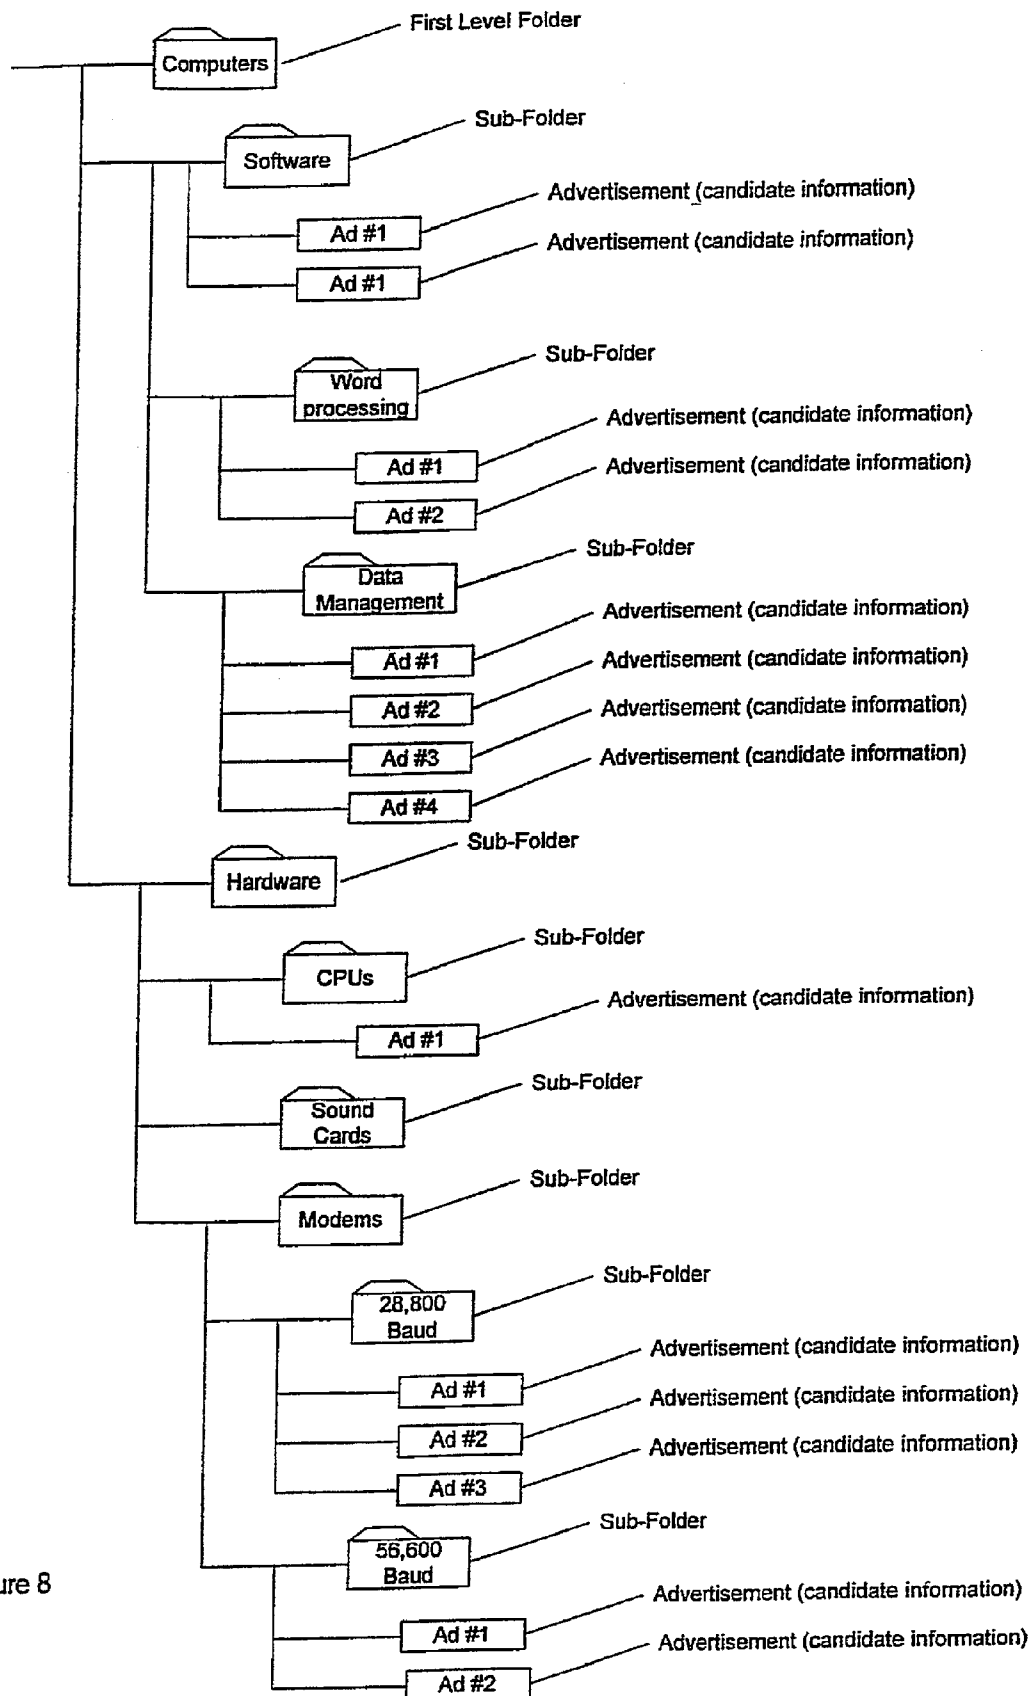 First Level Folder
Computers
Sub-Folder
Software
Advertisement (candidate information)
Ad #1
Advertisement (candidate information)
Ad #1
Sub-Folder
Word
processing
Advertisement (candidate information)
Ad #1
Advertisement (candidate information)
Ad #2
Sub-Folder
Data
Management
Advertisement (candidate information)
Ad #1
Advertisement (candidate information)
Ad #2
Advertisement (candidate information)
Ad #3
Advertisement (candidate information)
Ad #4
Sub-Folder
Hardware
Sub-Folder
CPUs
Advertisement (candidate information)
Ad #1
Sub-Folder
Sound
Cards
Sub-Folder
Modems
Sub-Folder
28,800
Baud
Advertisement (candidate information)
Ad #1
Advertisement (candidate information)
Ad #2
Advertisement (candidate information)
Ad #3
Sub-Folder
56,600
Baud
ure 8
Advertisement (candidate information)
Ad #1
Advertisement (candidate information)
Ad #2